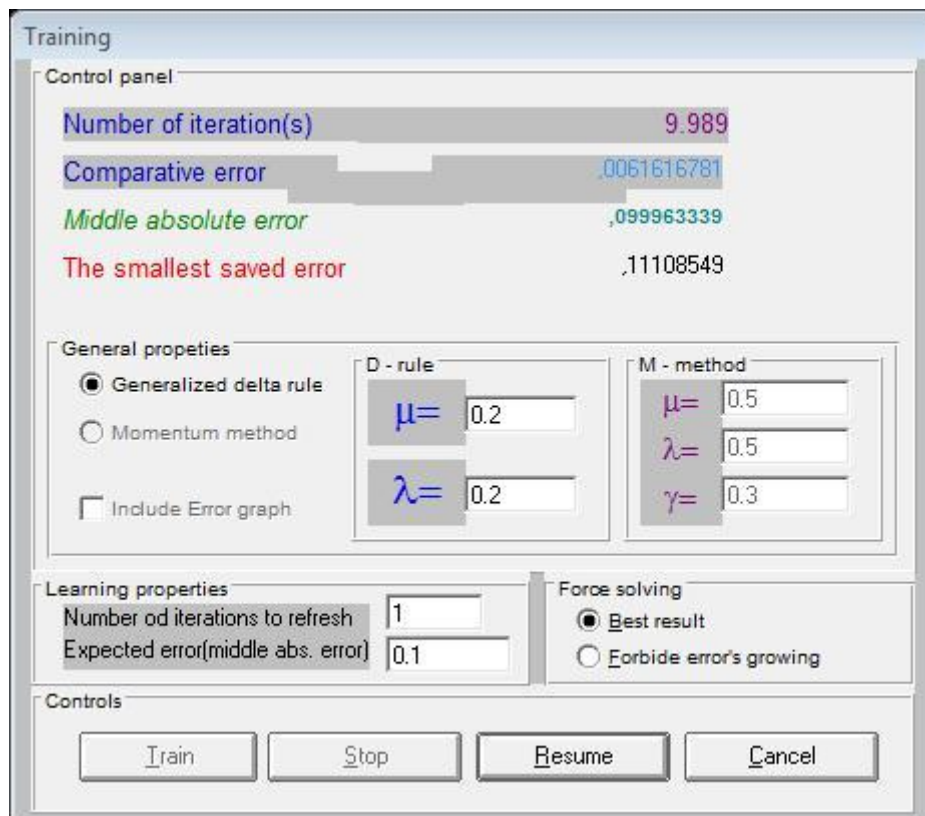 Training
Control panel
Number of iteration(s) 9.989
Comparative error ,0061616781
Middle absolute error ,099963339
The smallest saved error ,11108549
General propeties
Generalized delta rule
Momentum method
Include Error graph
D - rule
μ= 0.2
λ= 0.2
M - method
μ= 0.5
λ= 0.5
γ= 0.3
Learning properties
Number od iterations to refresh 1
Expected error(middle abs. error) 0.1
Force solving
Best result
Forbide error's growing
Controls
Train Stop Resume Cancel